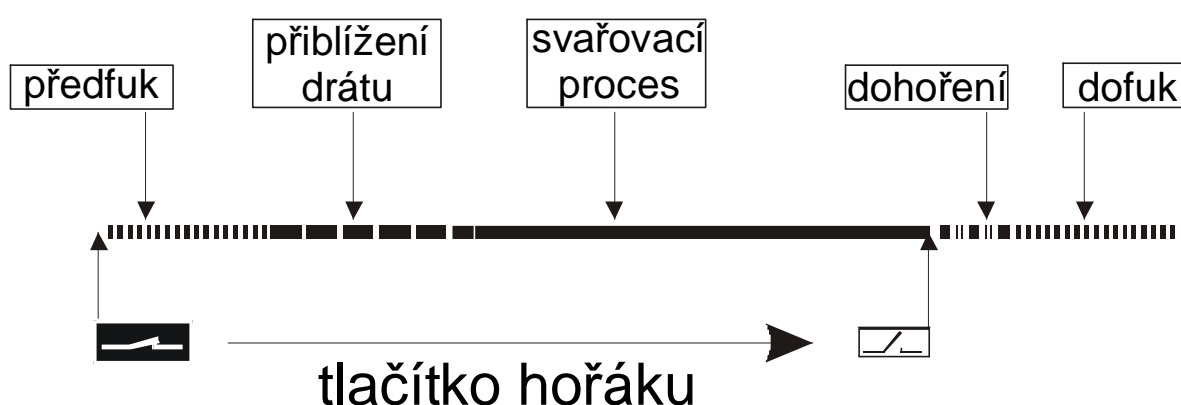 předfuk
přiblížení
drátu
svařovací
proces
dohoření
dofuk
tlačítko hořáku